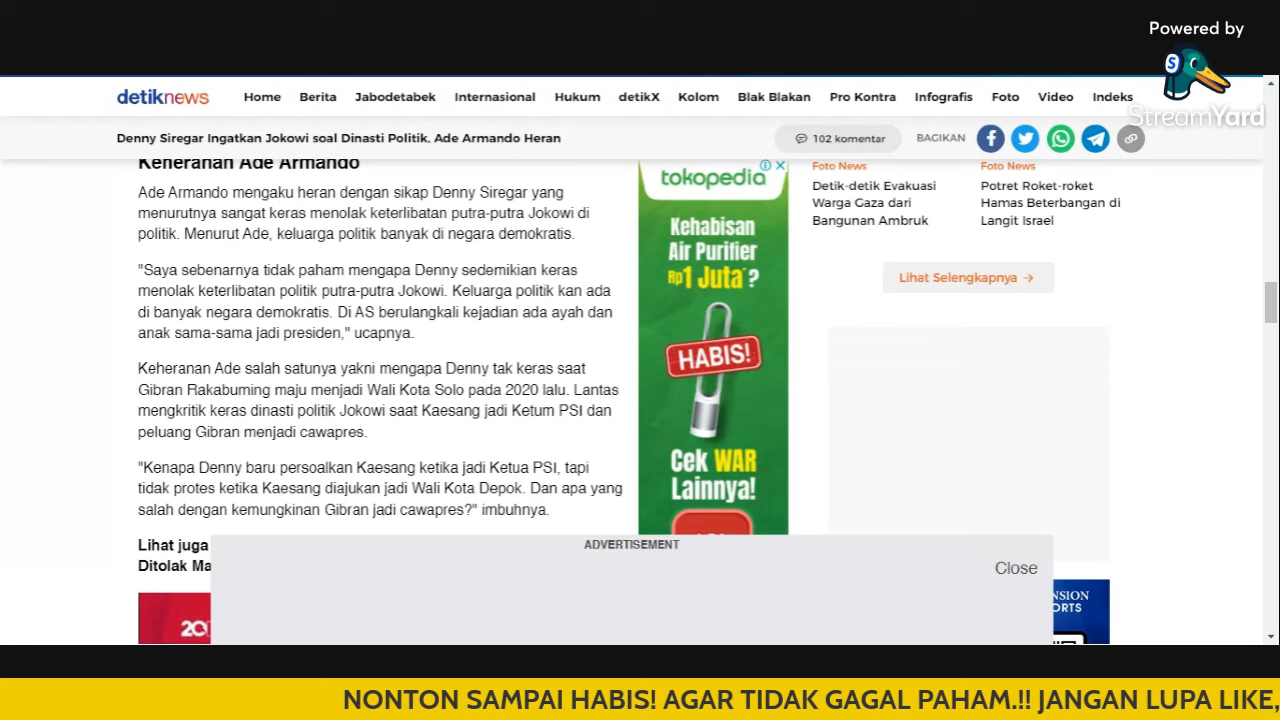 Powered by
StreamYard
detiknews
Home Berita Jabodetabek Internasional Hukum detikX Kolom Blak Blakan Pro Kontra Infografis Foto Video Indeks
Denny Siregar Ingatkan Jokowi soal Dinasti Politik, Ade Armando Heran
102 komentar
BAGIKAN
Keheranan Ade Armando
Ade Armando mengaku heran dengan sikap Denny Siregar yang
menurutnya sangat keras menolak keterlibatan putra-putra Jokowi di
politik. Menurut Ade, keluarga politik banyak di negara demokratis.
"Saya sebenarnya tidak paham mengapa Denny sedemikian keras
menolak keterlibatan politik putra-putra Jokowi. Keluarga politik kan ada
di banyak negara demokratis. Di AS berulangkali kejadian ada ayah dan
anak sama-sama jadi presiden," ucapnya.
Keheranan Ade salah satunya yakni mengapa Denny tak keras saat
Gibran Rakabuming maju menjadi Wali Kota Solo pada 2020 lalu. Lantas
mengkritik keras dinasti politik Jokowi saat Kaesang jadi Ketum PSI dan
peluang Gibran menjadi cawapres.
"Kenapa Denny baru persoalkan Kaesang ketika jadi Ketua PSI, tapi
tidak protes ketika Kaesang diajukan jadi Wali Kota Depok. Dan apa yang
salah dengan kemungkinan Gibran jadi cawapres?" imbuhnya.
Lihat juga
Ditolak Ma
20
tokopedia
Kehabisan
Air Purifier
Rp1 Juta*?
HABIS!
Cek WAR
Lainnya!
Foto News
Detik-detik Evakuasi
Warga Gaza dari
Bangunan Ambruk
Foto News
Potret Roket-roket
Hamas Beterbangan di
Langit Israel
Lihat Selengkapnya →
ADVERTISEMENT
Close
NSION
ORTS
NONTON SAMPAI HABIS! AGAR TIDAK GAGAL PAHAM.!! JANGAN LUPA LIKE,